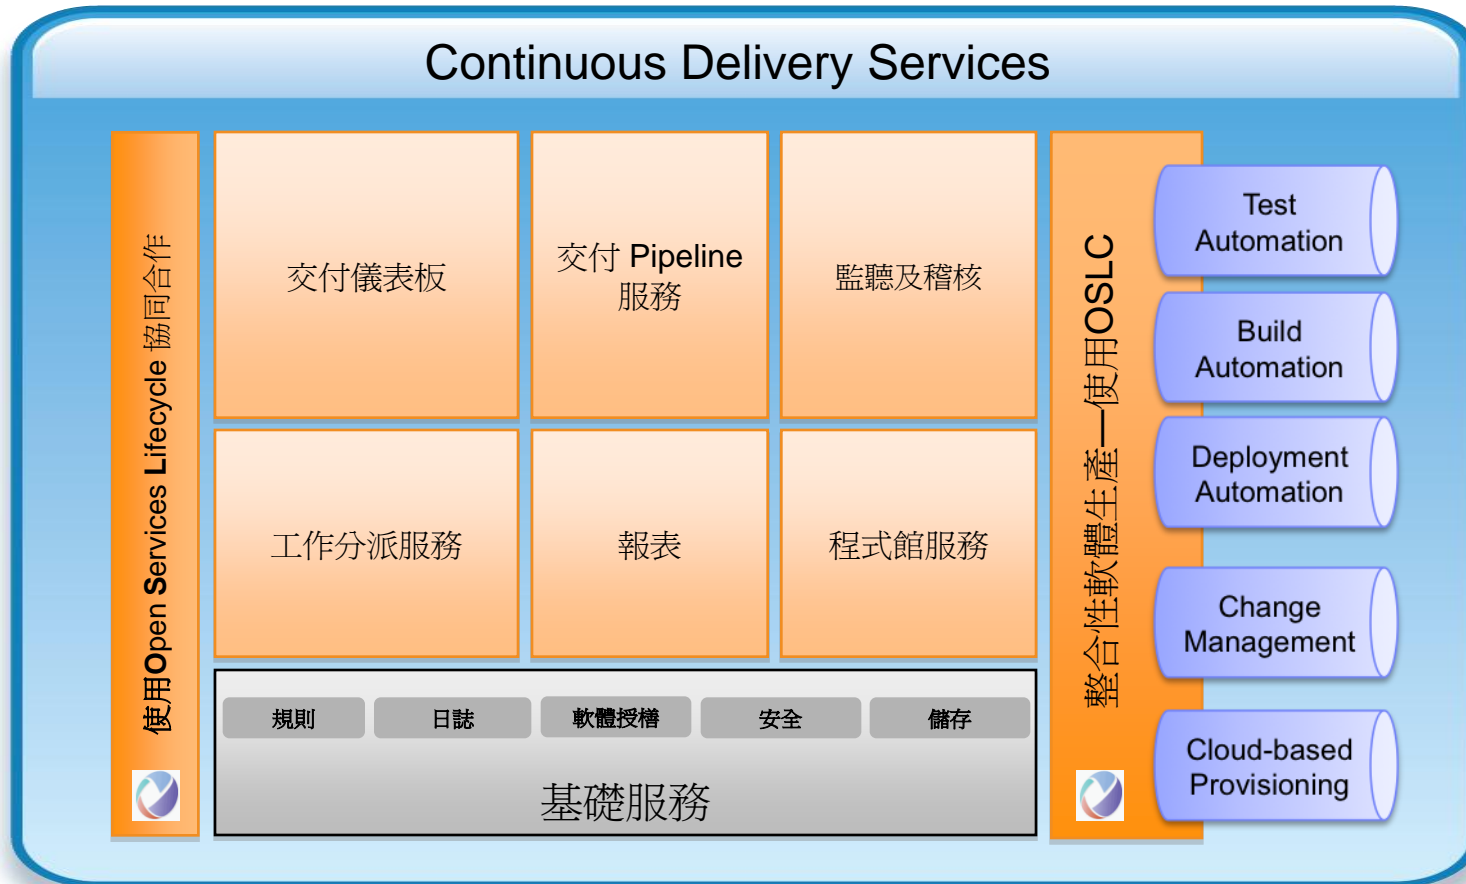 Continuous Delivery Services
使用Open Services Lifecycle 協同合作
交付儀表板
交付 Pipeline
服務
監聽及稽核
工作分派服務
報表
程式館服務
規則
日誌
軟體授權
安全
儲存
基礎服務
整合性軟體生產—使用OSLC
Test
Automation
Build
Automation
Deployment
Automation
Change
Management
Cloud-based
Provisioning